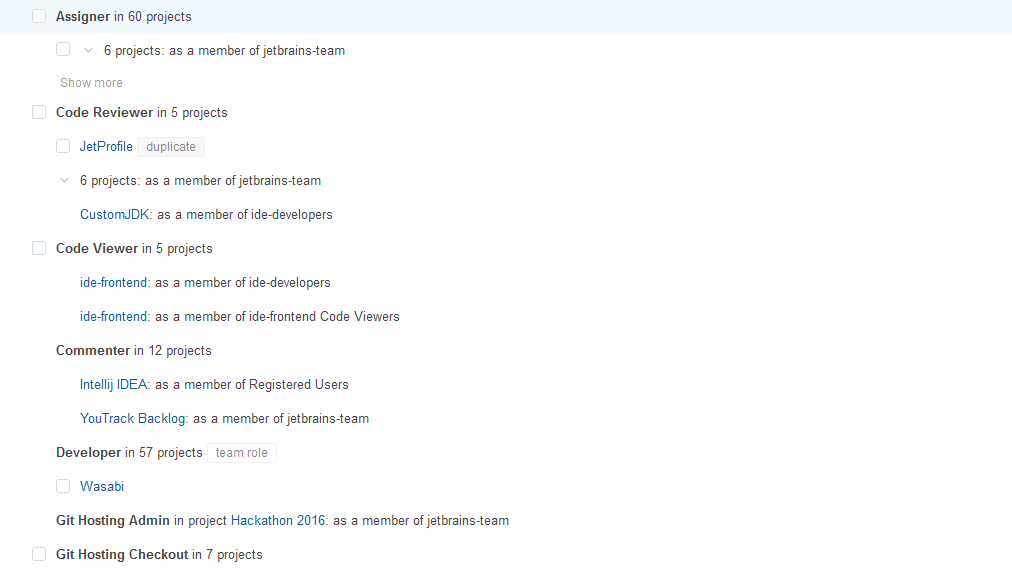 Assigner in 60 projects
6 projects: as a member of jetbrains-team
Show more
Code Reviewer in 5 projects
JetProfile duplicate
6 projects: as a member of jetbrains-team
CustomJDK: as a member of ide-developers
Code Viewer in 5 projects
ide-frontend: as a member of ide-developers
ide-frontend: as a member of ide-frontend Code Viewers
Commenter in 12 projects
Intellij IDEA: as a member of Registered Users
YouTrack Backlog: as a member of jetbrains-team
Developer in 57 projects team role
Wasabi
Git Hosting Admin in project Hackathon 2016: as a member of jetbrains-team
Git Hosting Checkout in 7 projects